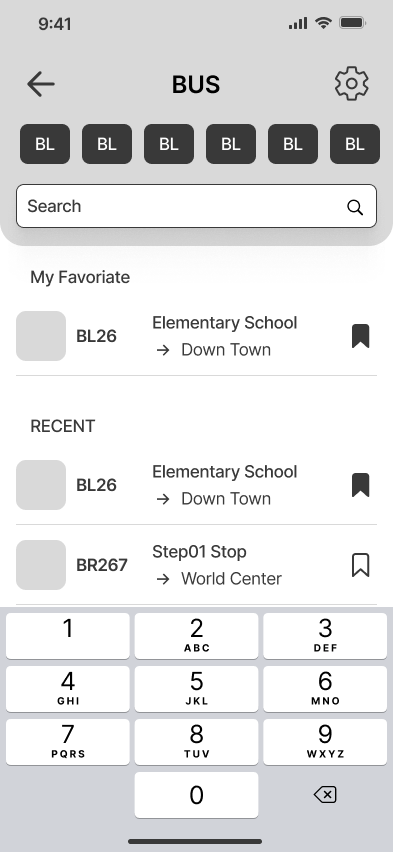 9:41
BUS
BL BL BL BL BL BL
Search
My Favoriate
BL26
Elementary School
→ Down Town
RECENT
BL26
Elementary School
→ Down Town
BR267
Step01 Stop
→ World Center
1 2 3
ABC DEF
4 5 6
GHI JKL MNO
7 8 9
PQRS TUV WXYZ
0